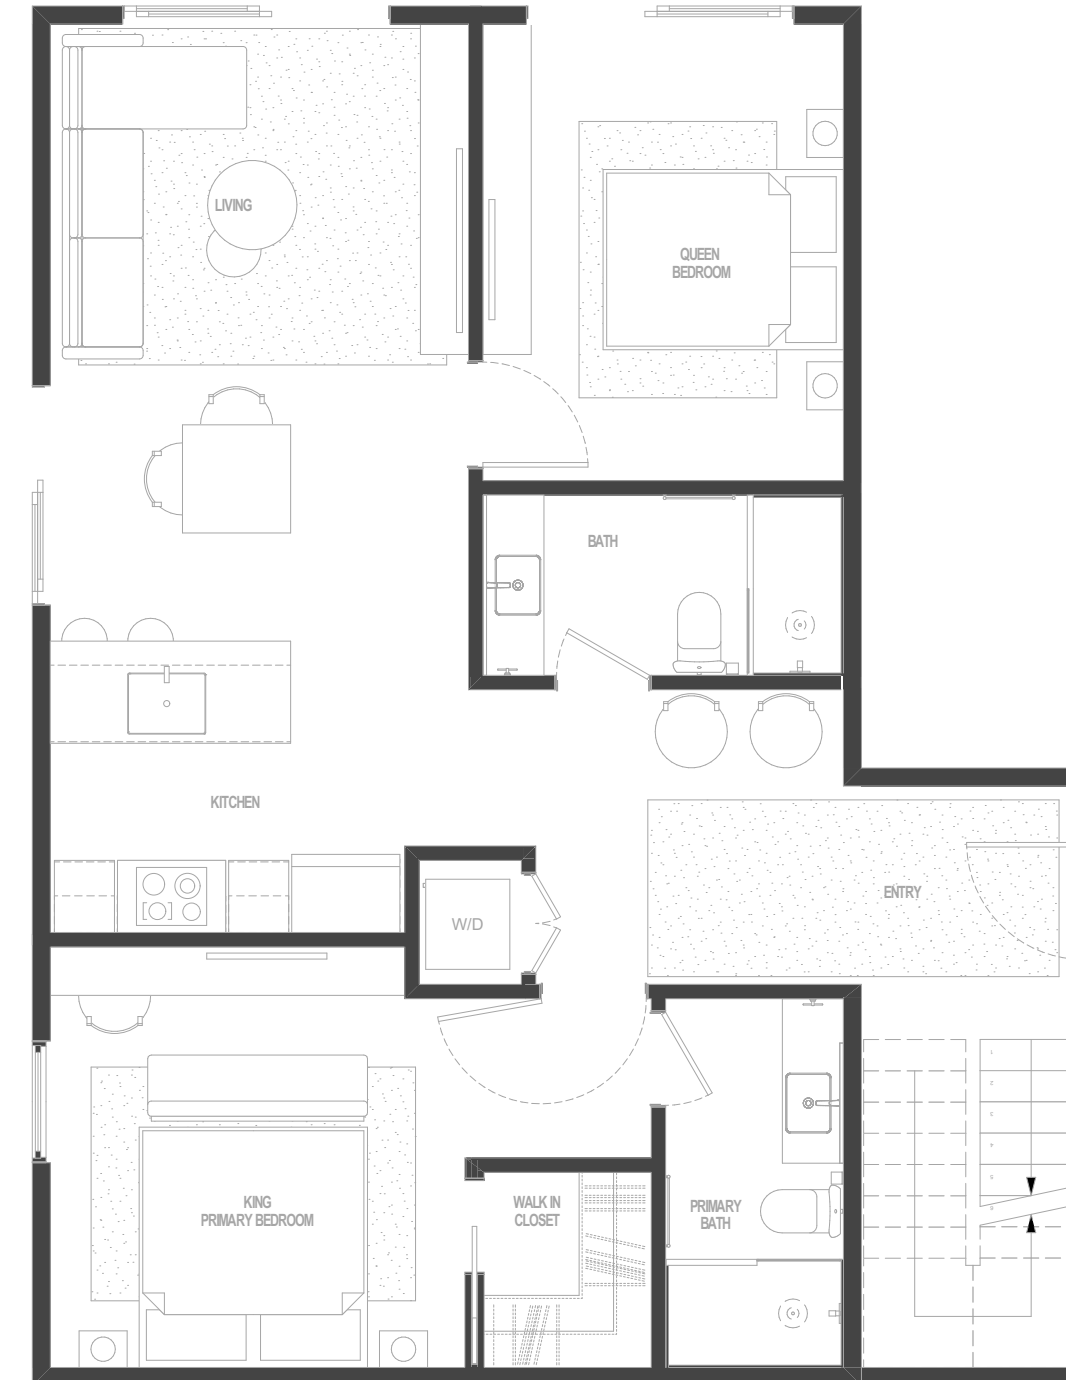 LIVING
QUEEN
BEDROOM
BATH
KITCHEN
ENTRY
W/D
KING
PRIMARY BEDROOM
WALK IN
CLOSET
PRIMARY
BATH